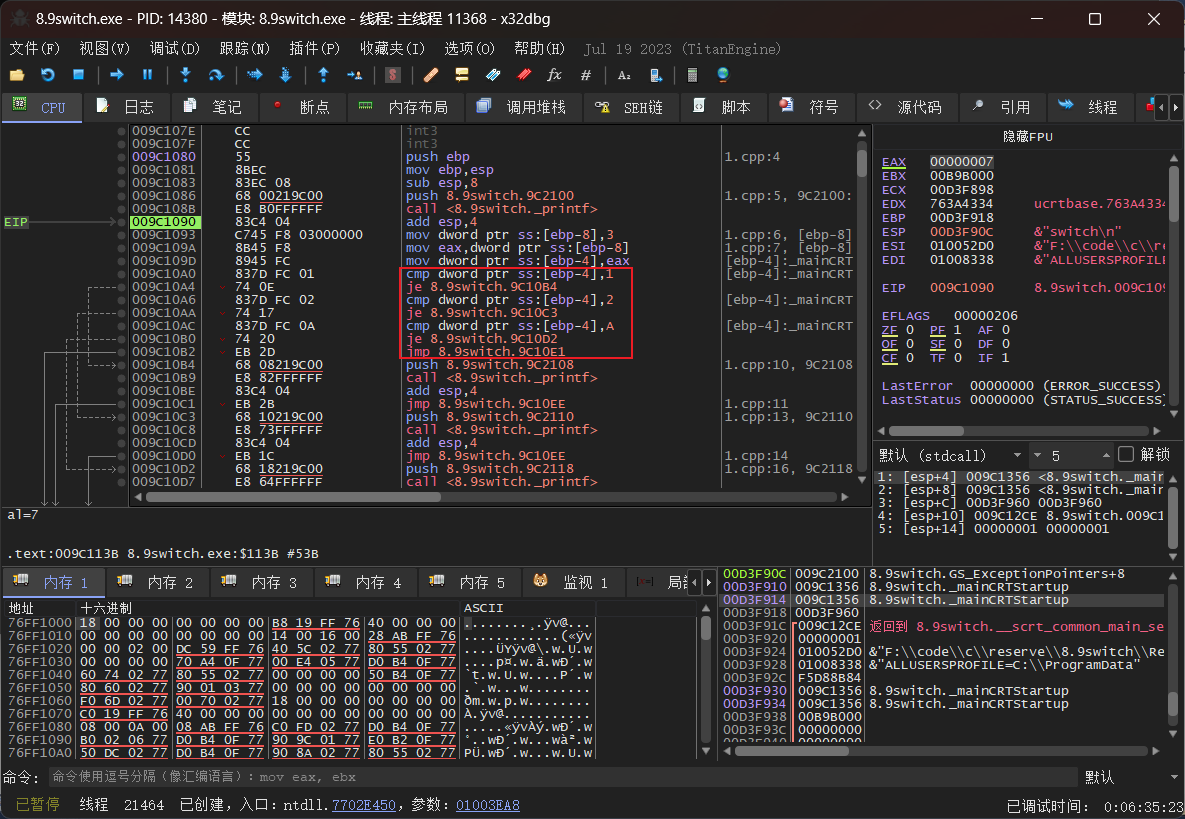 8.9switch.exe - PID: 14380 - 模块: 8.9switch.exe - 线程: 主线程 11368 - x32dbg
文件(F) 视图(V) 调试(D) 跟踪(N) 插件(P) 收藏夹(I) 选项(O) 帮助(H) Jul 19 2023 (TitanEngine)
CPU 日志 笔记 断点 内存布局 调用堆栈 SEH链 脚本 符号 源代码 引用 线程
009C107E CC int3
009C107F CC int3
009C1080 55 push ebp 1.cpp:4
009C1081 8BEC mov ebp,esp
009C1083 83EC 08 sub esp,8
009C1086 68 00219C00 push 8.9switch.9C2100 1.cpp:5, 9C2100:
009C108B E8 B0FFFFFF call <8.9switch._printf>
EIP 009C1090 83C4 04 add esp,4
009C1093 C745 F8 03000000 mov dword ptr ss:[ebp-8],3 1.cpp:6, [ebp-8]
009C109A 8B45 F8 mov eax,dword ptr ss:[ebp-8] 1.cpp:7, [ebp-8]
009C109D 8945 FC mov dword ptr ss:[ebp-4],eax [ebp-4]:_mainCRT
009C10A0 837D FC 01 cmp dword ptr ss:[ebp-4],1 [ebp-4]:_mainCRT
009C10A4 74 0E je 8.9switch.9C10B4
009C10A6 837D FC 02 cmp dword ptr ss:[ebp-4],2 [ebp-4]:_mainCRT
009C10AA 74 17 je 8.9switch.9C10C3
009C10AC 837D FC 0A cmp dword ptr ss:[ebp-4],A [ebp-4]:_mainCRT
009C10B0 74 20 je 8.9switch.9C10D2
009C10B2 EB 2D jmp 8.9switch.9C10E1
009C10B4 68 08219C00 push 8.9switch.9C2108 1.cpp:10, 9C2108
009C10B9 E8 82FFFFFF call <8.9switch._printf>
009C10BE 83C4 04 add esp,4
009C10C1 EB 2B jmp 8.9switch.9C10EE 1.cpp:11
009C10C3 68 10219C00 push 8.9switch.9C2110 1.cpp:13, 9C2110
009C10C8 E8 73FFFFFF call <8.9switch._printf>
009C10CD 83C4 04 add esp,4
009C10D0 EB 1C jmp 8.9switch.9C10EE 1.cpp:14
009C10D2 68 18219C00 push 8.9switch.9C2118 1.cpp:16, 9C2118
009C10D7 E8 64FFFFFF call <8.9switch._printf>
隐藏FPU
EAX 00000007
EBX 00B9B000
ECX 00D3F898
EDX 763A4334 ucrtbase.763A4334
EBP 00D3F918
ESP 00D3F90C &"switch\n"
ESI 010052D0 &"F:\\code\\c\\re
EDI 01008338 &"ALLUSERSPROFILE
EIP 009C1090 8.9switch.009C109
EFLAGS 00000206
ZF 0 PF 1 AF 0
OF 0 SF 0 DF 0
CF 0 TF 0 IF 1
LastError 00000000 (ERROR_SUCCESS)
LastStatus 00000000 (STATUS_SUCCESS)
默认 (stdcall) 5 解锁
1: [esp+4] 009C1356 <8.9switch._main
2: [esp+8] 009C1356 <8.9switch._main
3: [esp+C] 00D3F960 00D3F960
4: [esp+10] 009C12CE 8.9switch.009C1
5: [esp+14] 00000001 00000001
al=7
.text:009C113B 8.9switch.exe:$113B #53B
内存 1 内存 2 内存 3 内存 4 内存 5 监视 1 局部
地址 十六进制 ASCII
76FF1000 18 00 00 00 00 00 00 00 B8 19 FF 76 40 00 00 00 ........¸.ÿv@...
76FF1010 00 00 00 00 00 00 00 00 14 00 16 00 28 AB FF 76 ............(«ÿv
76FF1020 00 00 02 00 DC 59 FF 76 40 5C 02 77 80 55 02 77 ....ÜYÿv@\.w.U.w
76FF1030 00 00 00 00 70 A4 0F 77 00 E4 05 77 D0 B4 0F 77 ....p¤.w.ä.wÐ´.w
76FF1040 60 74 02 77 80 55 02 77 00 00 00 00 50 B4 0F 77 `t.w.U.w....P´.w
76FF1050 80 60 02 77 90 01 03 77 00 00 00 00 00 00 00 00 .`.w...w........
76FF1060 F0 6D 02 77 00 70 02 77 18 00 00 00 00 00 00 00 ðm.w.p.w........
76FF1070 C0 19 FF 76 40 00 00 00 00 00 00 00 00 00 00 00 À.ÿv@...........
76FF1080 08 00 0A 00 08 AB FF 76 C0 FD 02 77 D0 B4 0F 77 .....«ÿvÀý.wÐ´.w
76FF1090 B0 02 06 77 D0 B4 0F 77 90 9C 01 77 E0 B2 0F 77 °..wÐ´.w...wà².w
76FF10A0 50 DC 02 77 D0 B4 0F 77 90 8A 02 77 80 55 02 77 PÜ.wÐ´.w...w.U.w
00D3F90C 009C2100 8.9switch.GS_ExceptionPointers+8
00D3F910 009C1356 8.9switch._mainCRTStartup
00D3F914 009C1356 8.9switch._mainCRTStartup
00D3F918 00D3F960
00D3F91C 009C12CE 返回到 8.9switch.__scrt_common_main_se
00D3F920 00000001
00D3F924 010052D0 &"F:\\code\\c\\reserve\\8.9switch\\Re
00D3F928 01008338 &"ALLUSERSPROFILE=C:\\ProgramData"
00D3F92C F5D88B84
00D3F930 009C1356 8.9switch._mainCRTStartup
00D3F934 009C1356 8.9switch._mainCRTStartup
00D3F938 00B9B000
00D3F93C 00000000
命令: 命令使用逗号分隔（像汇编语言）: mov eax, ebx 默认
已暂停 线程 21464 已创建，入口: ntdll.7702E450, 参数: 01003EA8 已调试时间: 0:06:35:23